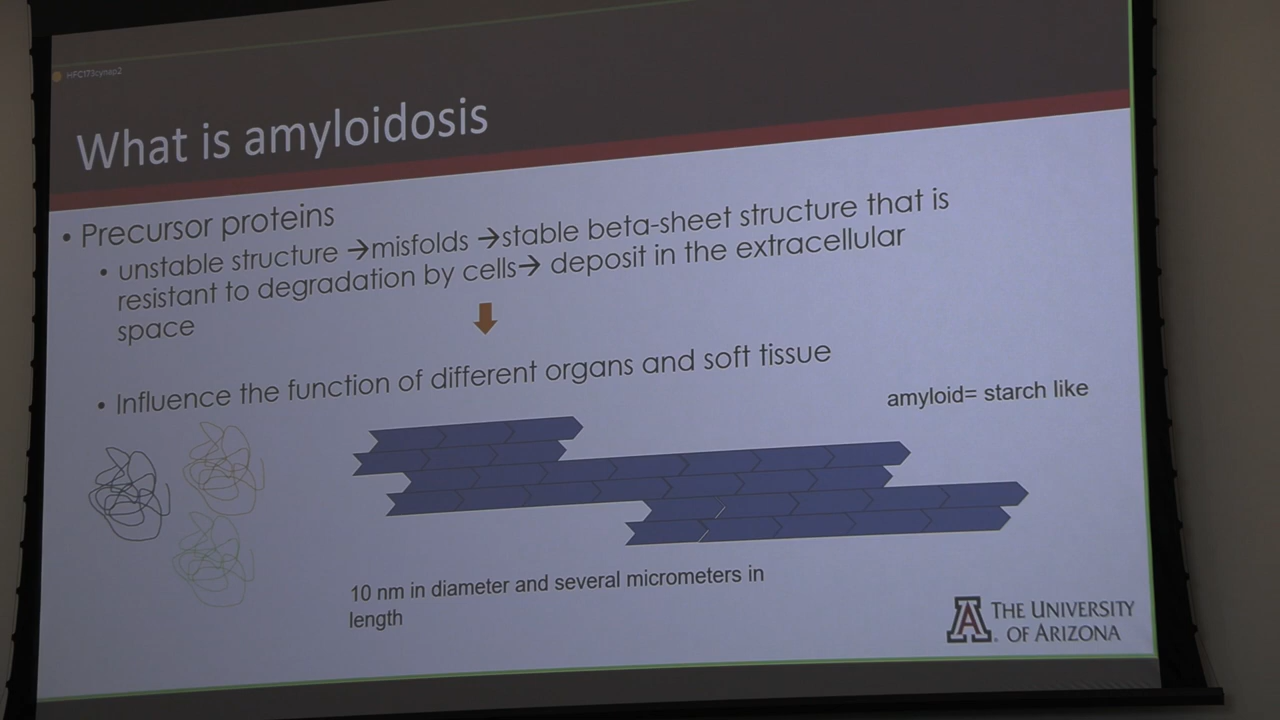 HFC173cynap2
What is amyloidosis
• Precursor proteins
• unstable structure →misfolds →stable beta-sheet structure that is
resistant to degradation by cells→ deposit in the extracellular
space
• Influence the function of different organs and soft tissue
amyloid= starch like
10 nm in diameter and several micrometers in
length
A
THE UNIVERSITY
OF ARIZONA